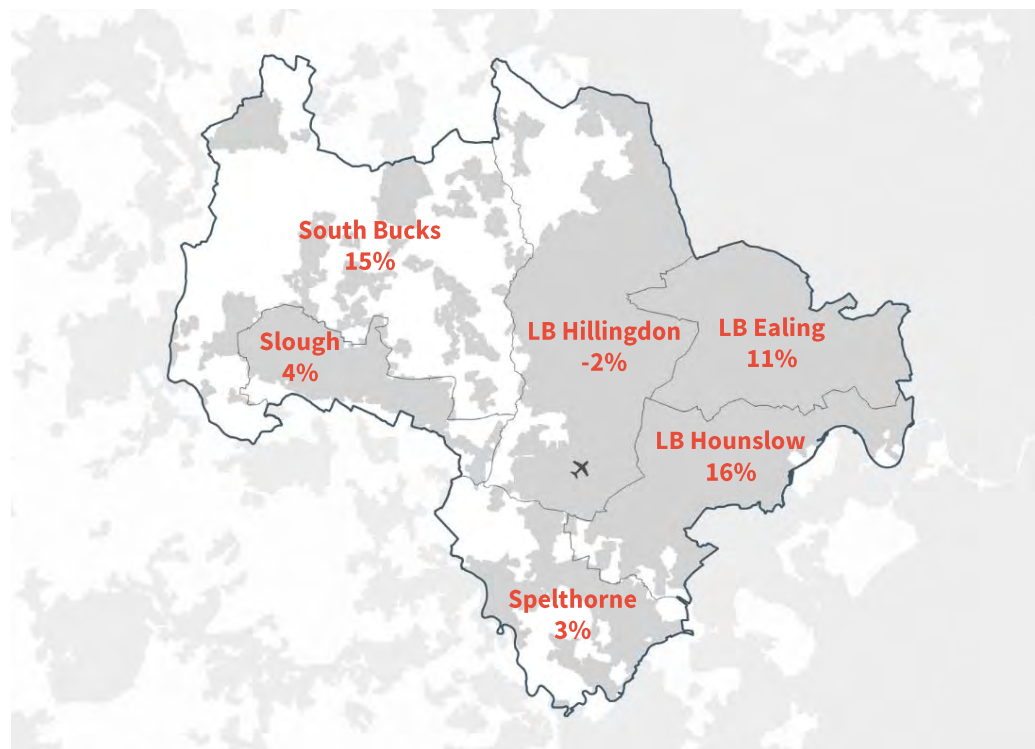 South Bucks
15%
Slough
4%
LB Hillingdon
-2%
LB Ealing
11%
LB Hounslow
16%
Spelthorne
3%